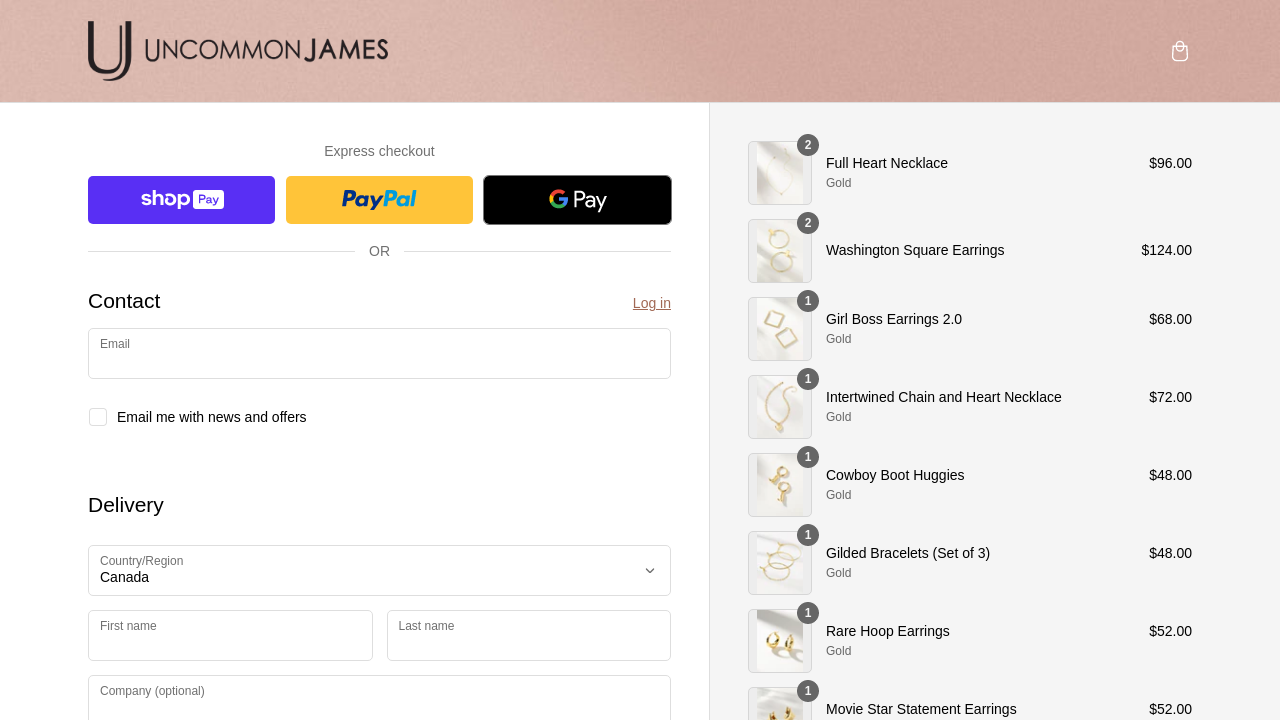 UNCOMMON JAMES
Express checkout
shop Pay
PayPal
G Pay
OR
Contact
Log in
Email
Email me with news and offers
Delivery
Country/Region
Canada
First name
Last name
Company (optional)
2
Full Heart Necklace
$96.00
Gold
2
Washington Square Earrings
$124.00
1
Girl Boss Earrings 2.0
$68.00
Gold
1
Intertwined Chain and Heart Necklace
$72.00
Gold
1
Cowboy Boot Huggies
$48.00
Gold
1
Gilded Bracelets (Set of 3)
$48.00
Gold
1
Rare Hoop Earrings
$52.00
Gold
1
Movie Star Statement Earrings
$52.00